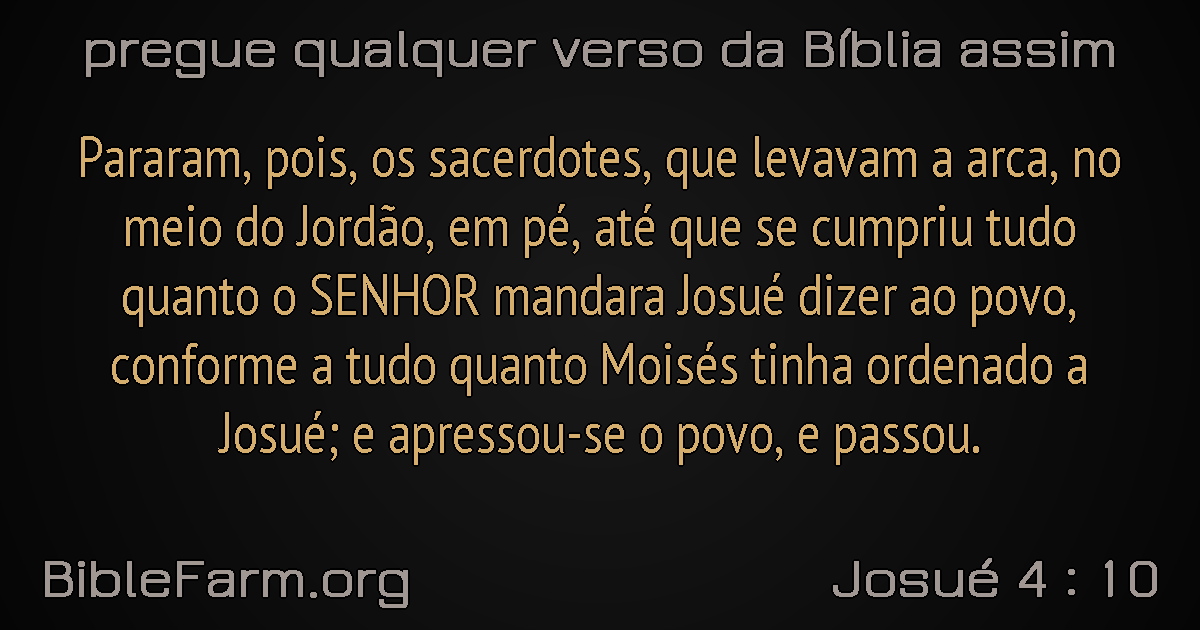 pregue qualquer verso da Bíblia assim
Pararam, pois, os sacerdotes, que levavam a arca, no
meio do Jordão, em pé, até que se cumpriu tudo
quanto o SENHOR mandara Josué dizer ao povo,
conforme a tudo quanto Moisés tinha ordenado a
Josué; e apressou-se o povo, e passou.
BibleFarm.org
Josué 4 : 10